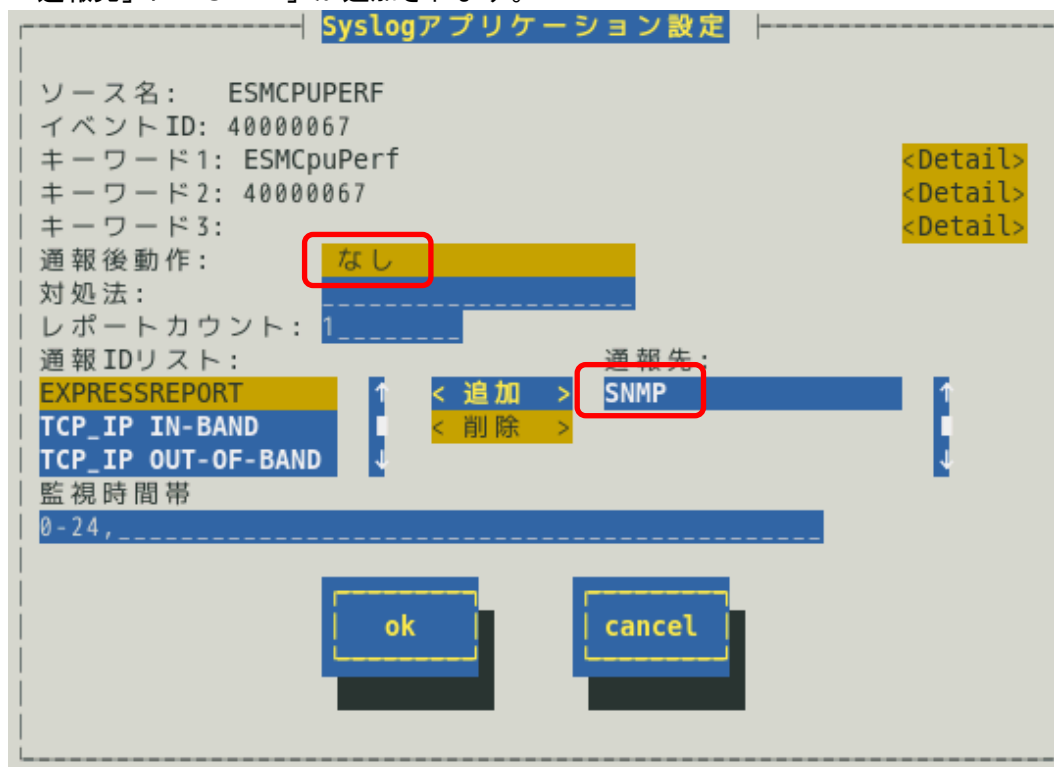 Syslogアプリケーション設定
ソース名: ESMCPUPERF
イベントID: 40000067
キーワード1: ESMCpuPerf <Detail>
キーワード2: 40000067 <Detail>
キーワード3: <Detail>
通報後動作: なし
対処法: ____________________
レポートカウント: 1________
通報IDリスト: 通報先:
EXPRESSREPORT ↑ < 追加 > SNMP ↑
TCP_IP IN-BAND < 削除 >
TCP_IP OUT-OF-BAND ↓ ↓
監視時間帯
0-24,_____________________________________________
ok cancel